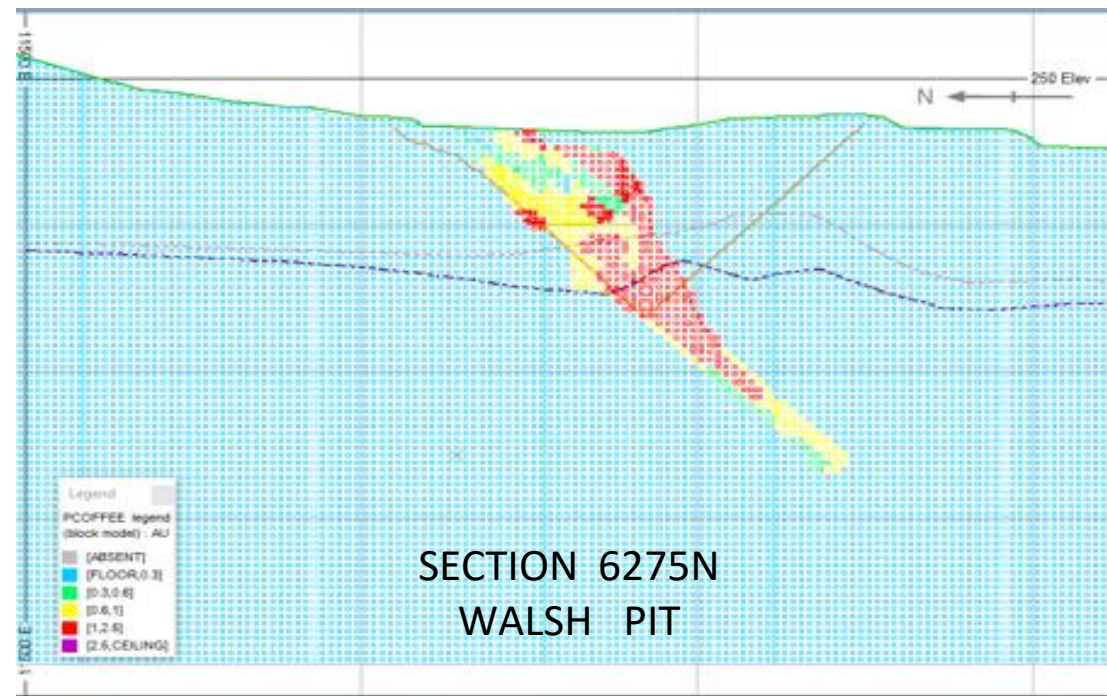 250 Elev
N
Legend
PCOFFEE legend
(block model) : AU
[ABSENT]
[FLOOR,0.3]
[0.3,0.6]
[0.6,1]
[1,2.6]
[2.6,CEILING]
SECTION 6275N
WALSH PIT